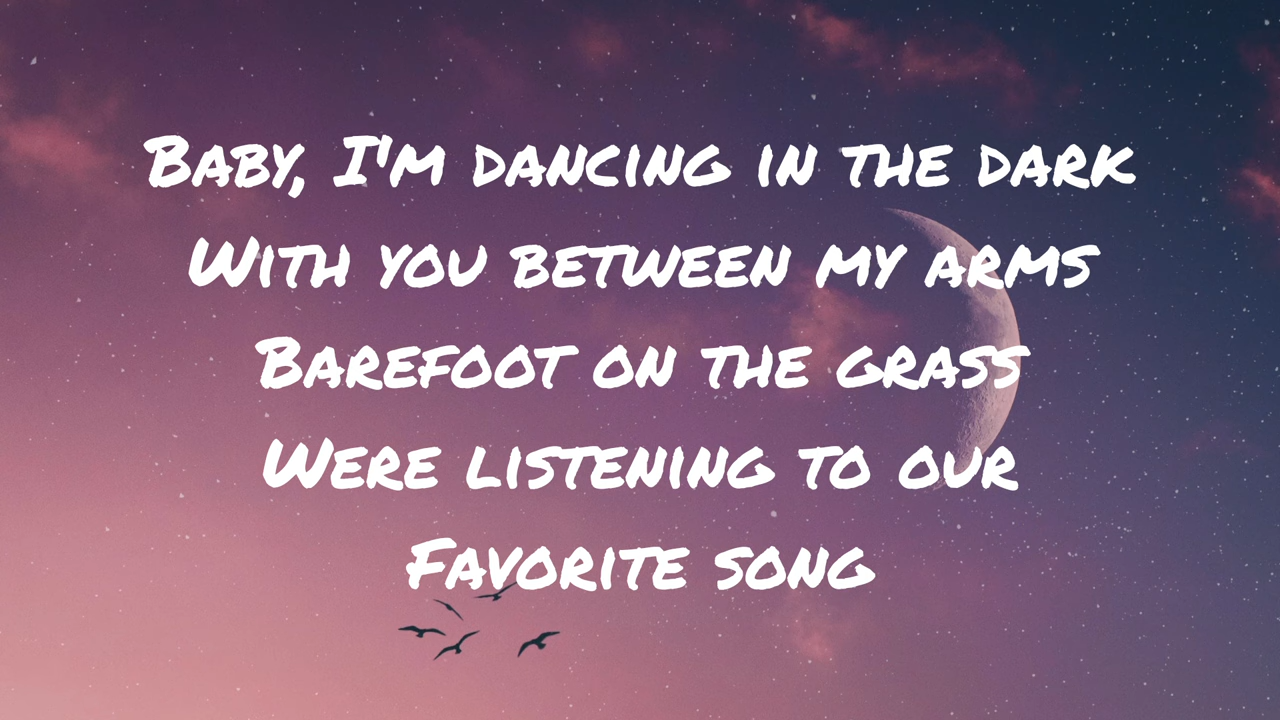 Baby, I'm dancing in the dark
With you between my arms
Barefoot on the grass
Were listening to our
Favorite song